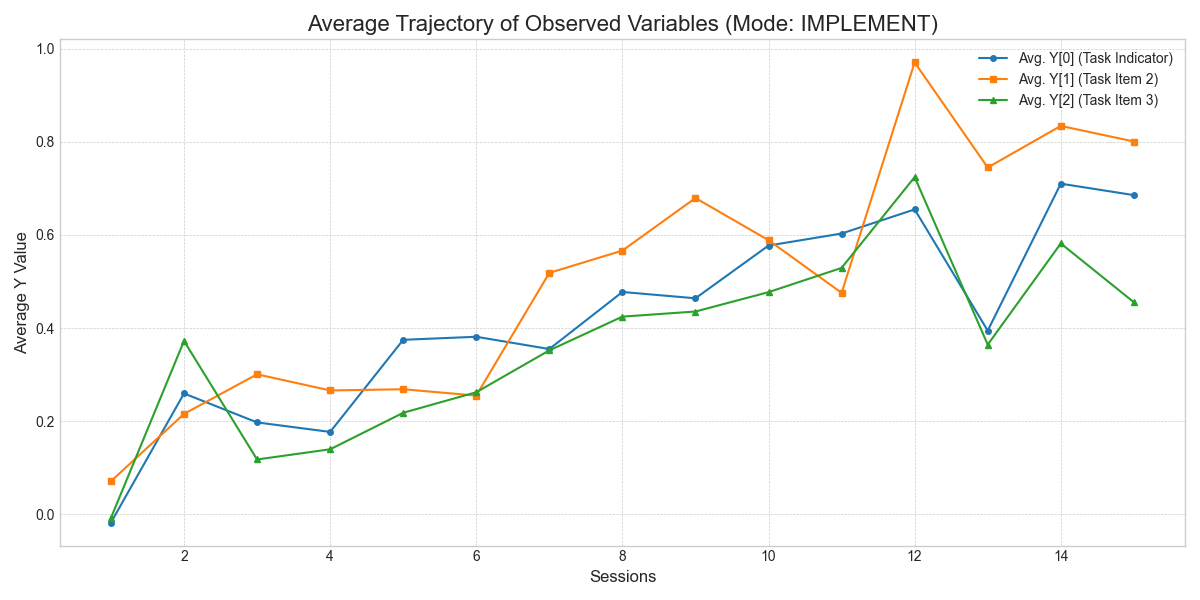 Average Trajectory of Observed Variables (Mode: IMPLEMENT)
Avg. Y[0] (Task Indicator)
Avg. Y[1] (Task Item 2)
Avg. Y[2] (Task Item 3)
Average Y Value
1.0
0.8
0.6
0.4
0.2
0.0
2 4 6 8 10 12 14
Sessions